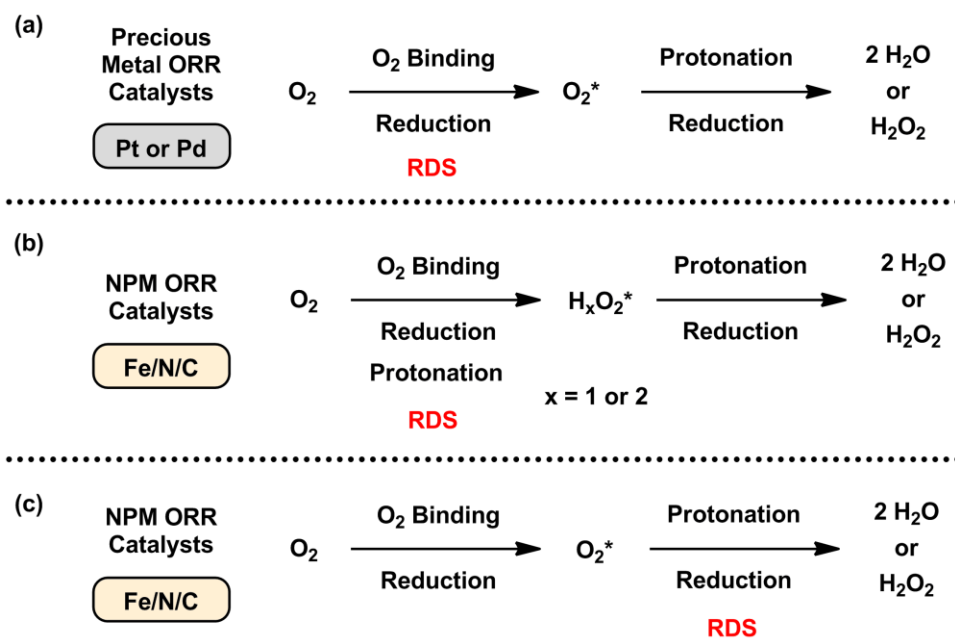 (a)
Precious
Metal ORR
Catalysts
Pt or Pd
O₂
O₂ Binding
Reduction
RDS
O₂*
Protonation
Reduction
2 H₂O
or
H₂O₂
(b)
NPM ORR
Catalysts
Fe/N/C
O₂
O₂ Binding
Reduction
Protonation
RDS
HₓO₂*
x = 1 or 2
Protonation
Reduction
2 H₂O
or
H₂O₂
(c)
NPM ORR
Catalysts
Fe/N/C
O₂
O₂ Binding
Reduction
O₂*
Protonation
Reduction
RDS
2 H₂O
or
H₂O₂